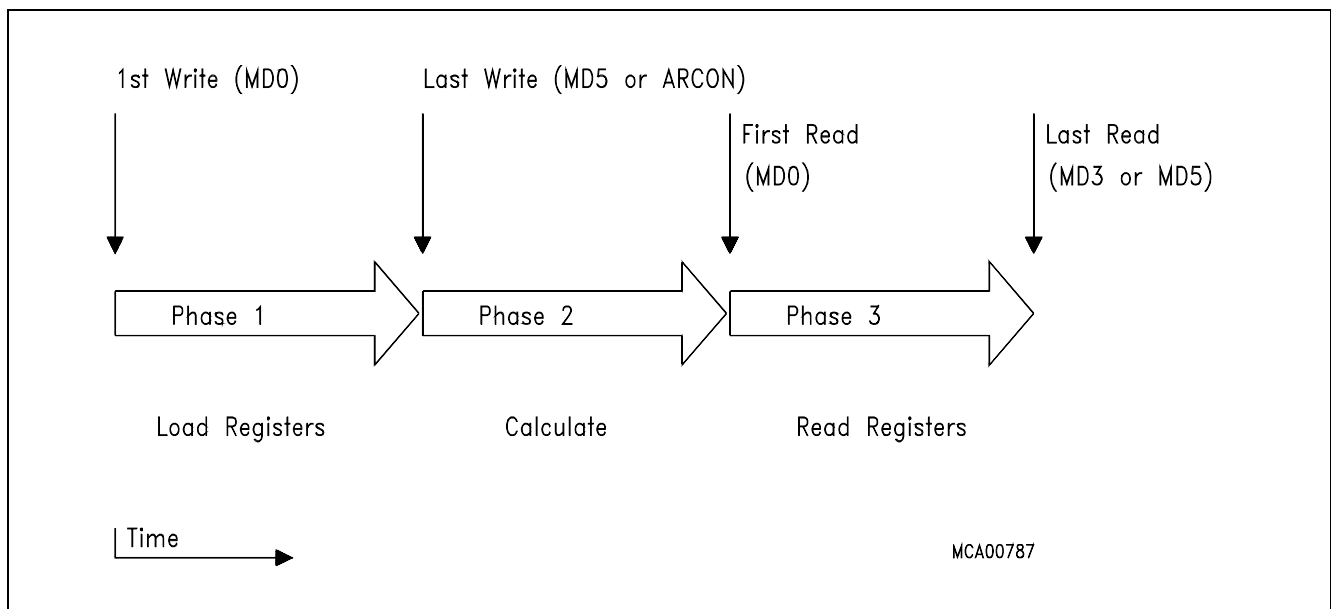 1st Write (MD0)
Last Write (MD5 or ARCON)
First Read
(MD0)
Last Read
(MD3 or MD5)
Phase 1
Phase 2
Phase 3
Load Registers
Calculate
Read Registers
Time
MCA00787